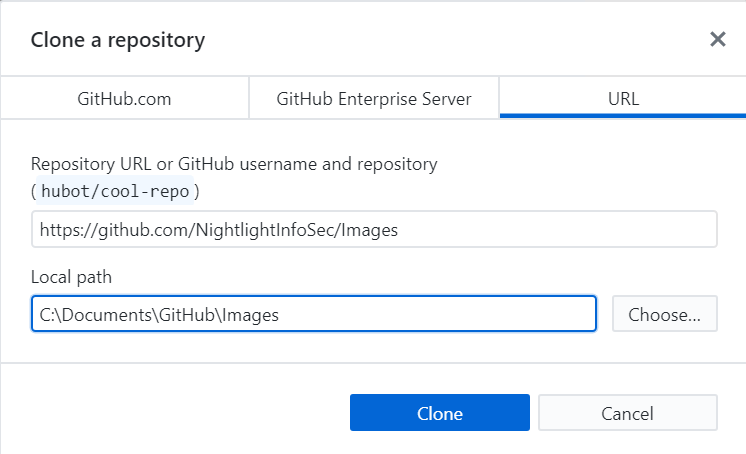 Clone a repository
GitHub.com
GitHub Enterprise Server
URL
Repository URL or GitHub username and repository
(hubot/cool-repo)
https://github.com/NightlightInfoSec/Images
Local path
C:\Documents\GitHub\Images
Choose...
Clone
Cancel